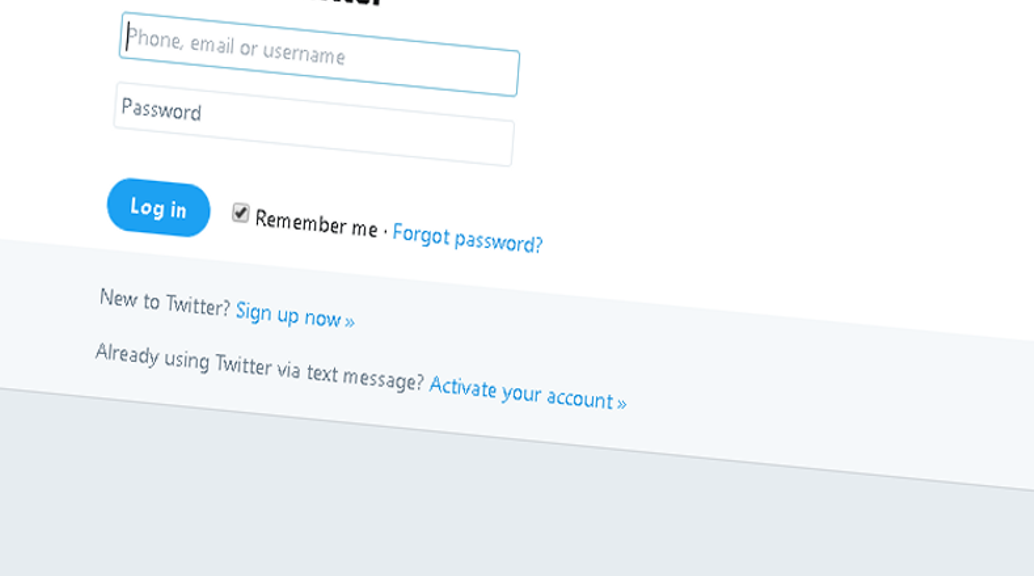 Phone, email or username
Password
Log in
Remember me · Forgot password?
New to Twitter? Sign up now »
Already using Twitter via text message? Activate your account »